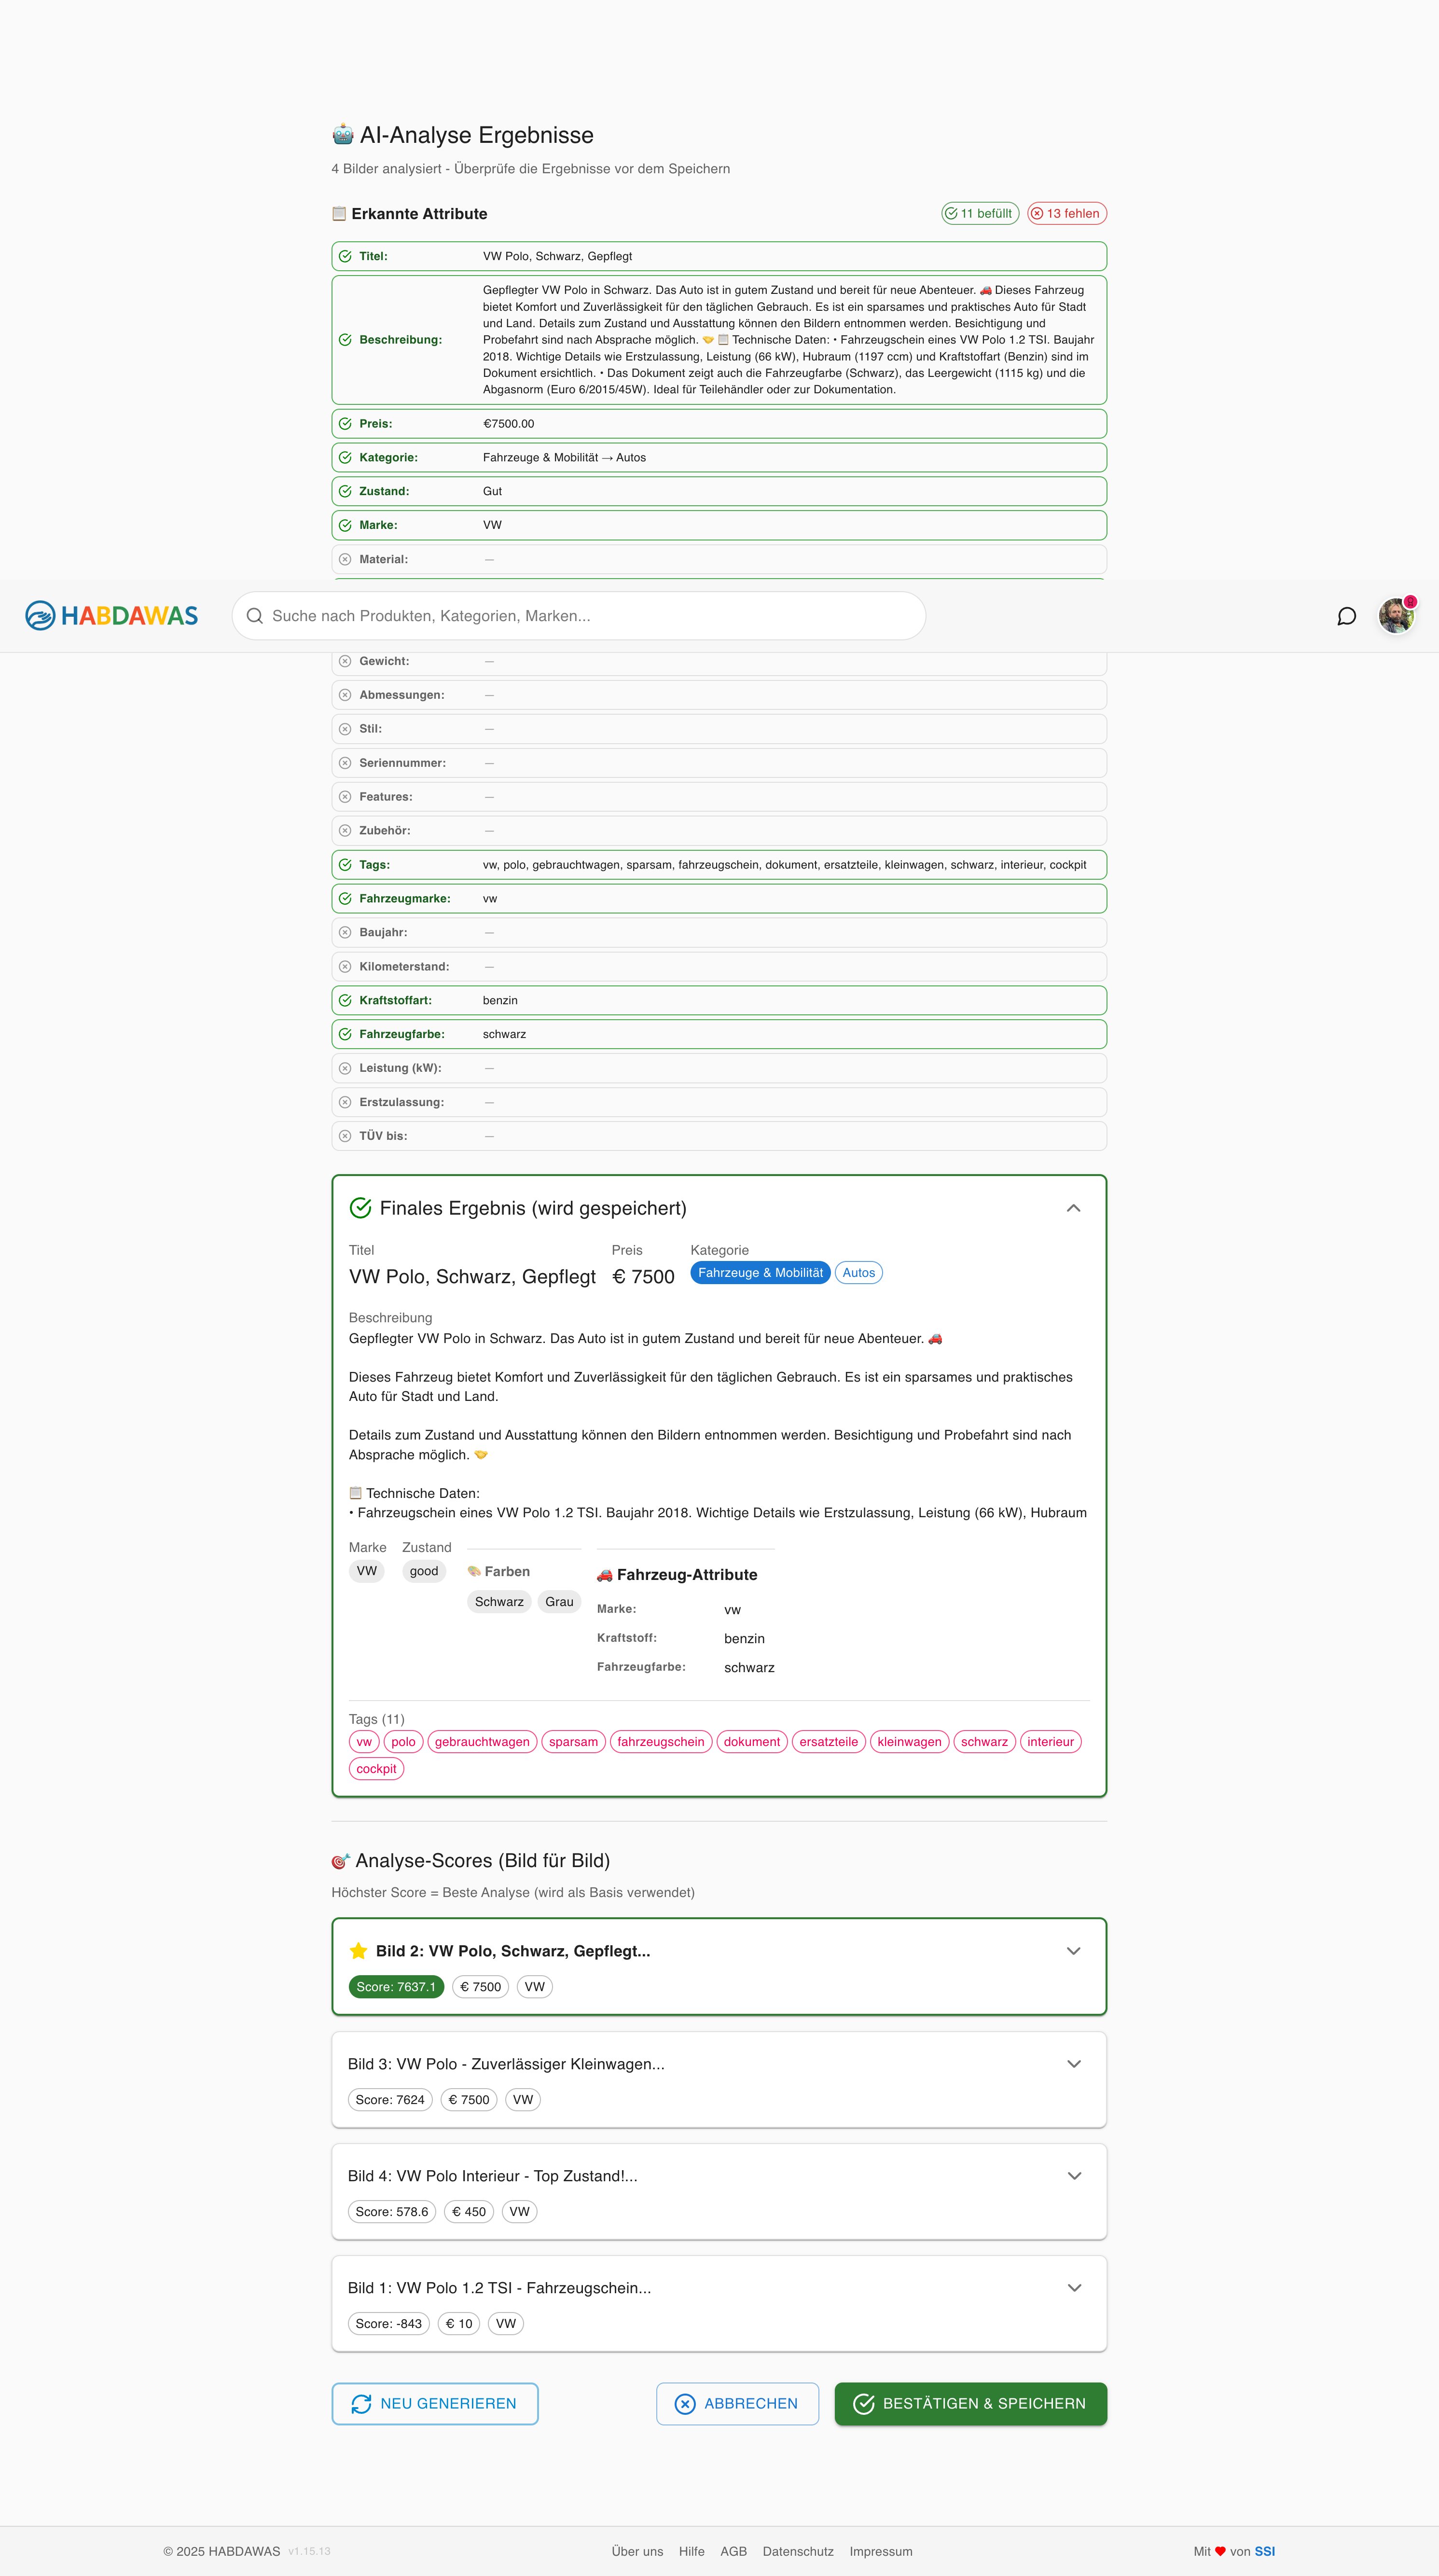 🤖 AI-Analyse Ergebnisse
4 Bilder analysiert - Überprüfe die Ergebnisse vor dem Speichern
📋 Erkannte Attribute
11 befüllt
13 fehlen
Titel: VW Polo, Schwarz, Gepflegt
Beschreibung:
Gepflegter VW Polo in Schwarz. Das Auto ist in gutem Zustand und bereit für neue Abenteuer. 🚗 Dieses Fahrzeug
bietet Komfort und Zuverlässigkeit für den täglichen Gebrauch. Es ist ein sparsames und praktisches Auto für Stadt
und Land. Details zum Zustand und Ausstattung können den Bildern entnommen werden. Besichtigung und
Probefahrt sind nach Absprache möglich. 🤝 📋 Technische Daten: • Fahrzeugschein eines VW Polo 1.2 TSI. Baujahr
2018. Wichtige Details wie Erstzulassung, Leistung (66 kW), Hubraum (1197 ccm) und Kraftstoff (Benzin) sind im
Dokument ersichtlich. • Das Dokument zeigt auch die Fahrzeugfarbe (Schwarz), das Leergewicht (1115 kg) und die
Abgasnorm (Euro 6/2015/45W). Ideal für Teilehändler oder zur Dokumentation.
Preis: €7500.00
Kategorie: Fahrzeuge & Mobilität → Autos
Zustand: Gut
Marke: VW
Material: —
HABDAWAS
Suche nach Produkten, Kategorien, Marken...
Gewicht: —
Abmessungen: —
Stil: —
Seriennummer: —
Features: —
Zubehör: —
Tags: vw, polo, gebrauchtwagen, sparsam, fahrzeugschein, dokument, ersatzteile, kleinwagen, schwarz, interieur, cockpit
Fahrzeugmarke: vw
Baujahr: —
Kilometerstand: —
Kraftstoffart: benzin
Fahrzeugfarbe: schwarz
Leistung (kW): —
Erstzulassung: —
TÜV bis: —
Finales Ergebnis (wird gespeichert)
Titel Preis Kategorie
VW Polo, Schwarz, Gepflegt € 7500 Fahrzeuge & Mobilität Autos
Beschreibung
Gepflegter VW Polo in Schwarz. Das Auto ist in gutem Zustand und bereit für neue Abenteuer. 🚗
Dieses Fahrzeug bietet Komfort und Zuverlässigkeit für den täglichen Gebrauch. Es ist ein sparsames und praktisches
Auto für Stadt und Land.
Details zum Zustand und Ausstattung können den Bildern entnommen werden. Besichtigung und Probefahrt sind nach
Absprache möglich. 🤝
📋 Technische Daten:
• Fahrzeugschein eines VW Polo 1.2 TSI. Baujahr 2018. Wichtige Details wie Erstzulassung, Leistung (66 kW), Hubraum
Marke
VW
Zustand
good
🎨 Farben
Schwarz Grau
🚗 Fahrzeug-Attribute
Marke: vw
Kraftstoff: benzin
Fahrzeugfarbe: schwarz
Tags (11)
vw polo gebrauchtwagen sparsam fahrzeugschein dokument ersatzteile kleinwagen schwarz interieur
cockpit
🎯 Analyse-Scores (Bild für Bild)
Höchster Score = Beste Analyse (wird als Basis verwendet)
Bild 2: VW Polo, Schwarz, Gepflegt...
Score: 7637.1 € 7500 VW
Bild 3: VW Polo - Zuverlässiger Kleinwagen...
Score: 7624 € 7500 VW
Bild 4: VW Polo Interieur - Top Zustand!...
Score: 578.6 € 450 VW
Bild 1: VW Polo 1.2 TSI - Fahrzeugschein...
Score: -843 € 10 VW
NEU GENERIEREN
ABBRECHEN
BESTÄTIGEN & SPEICHERN
© 2025 HABDAWAS v1.15.13
Über uns Hilfe AGB Datenschutz Impressum
Mit ❤ von SSI